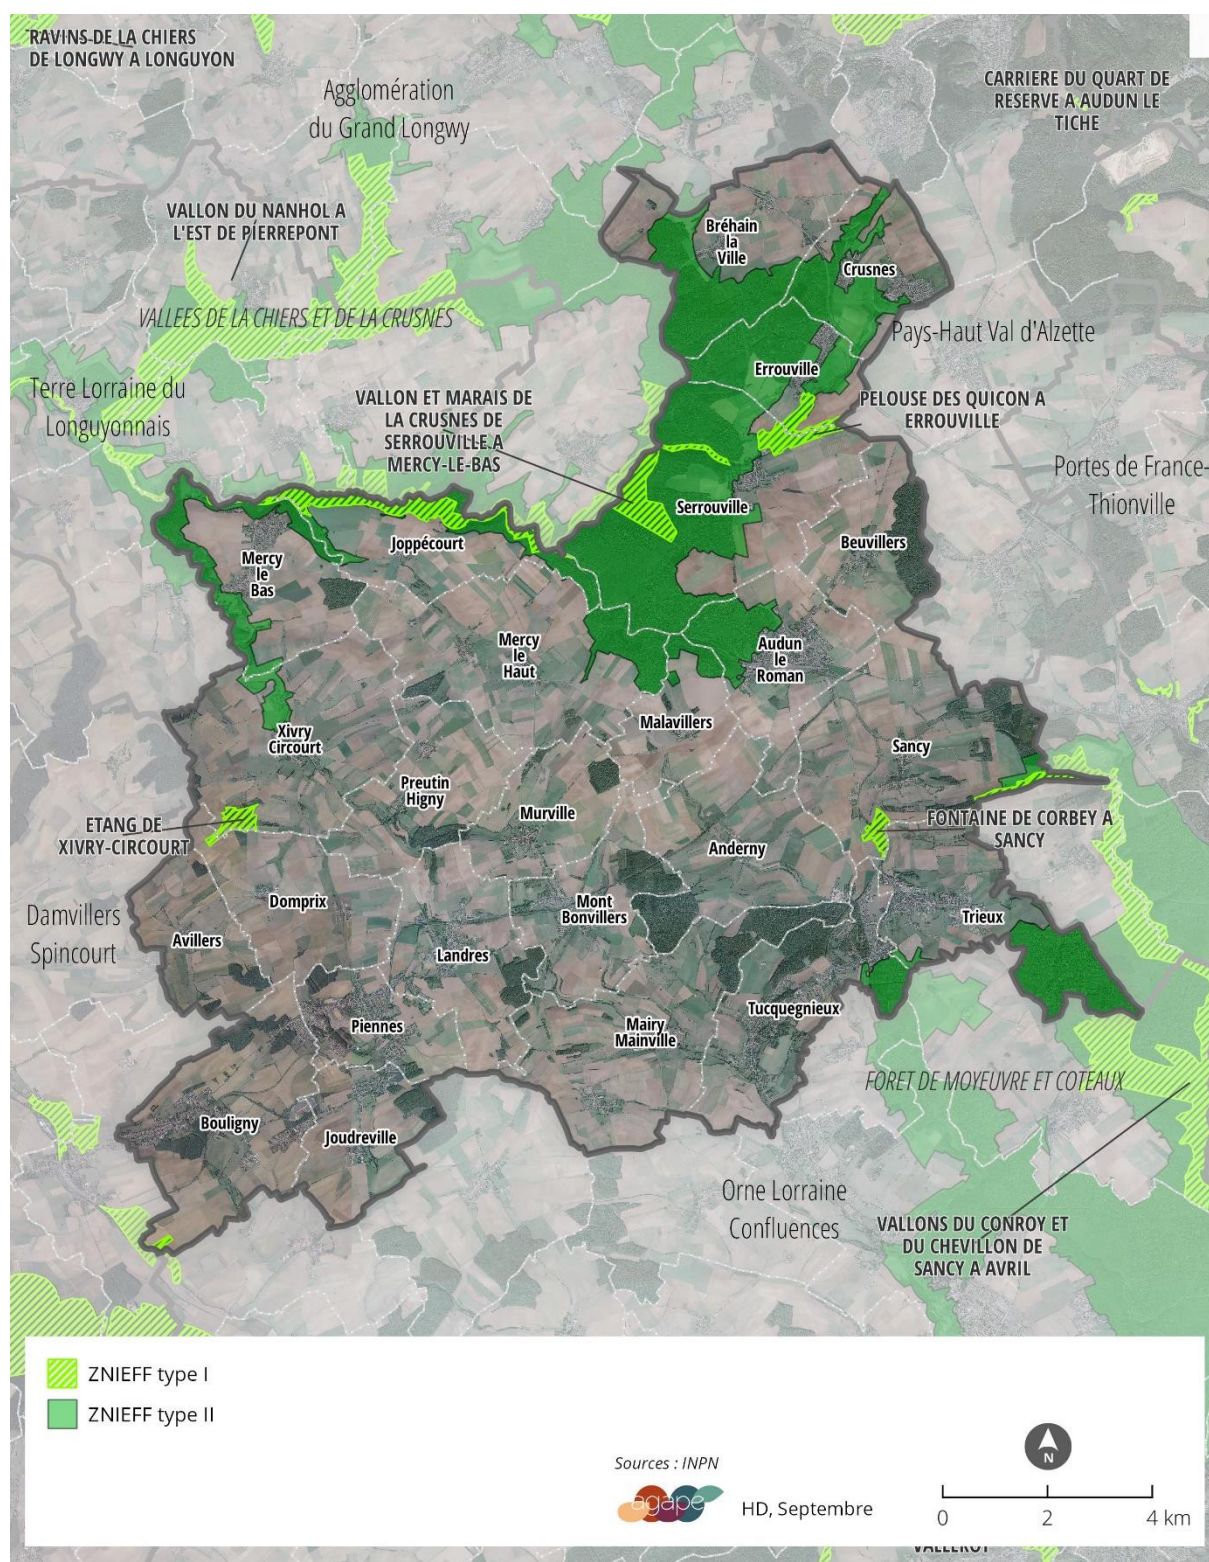 RAVINS DE LA CHIERS
DE LONGWY A LONGUYON
Agglomération
du Grand Longwy
CARRIERE DU QUART DE
RESERVE A AUDUN LE
TICHE
VALLON DU NANHOL A
L'EST DE PIERREPONT
Bréhain
la
Ville
Crusnes
VALLEES DE LA CHIERS ET DE LA CRUSNES
Pays-Haut Val d'Alzette
Errouville
Terre Lorraine du
Longuyonnais
VALLON ET MARAIS DE
LA CRUSNES DE
SERROUVILLE A
MERCY-LE-BAS
PELOUSE DES QUICON A
ERROUVILLE
Portes de France-
Thionville
Serrouville
Joppécourt
Beuvillers
Mercy
le
Bas
Mercy
le
Haut
Audun
le
Roman
Malavillers
Xivry
Circourt
Sancy
Preutin
Higny
Murville
ETANG DE
XIVRY-CIRCOURT
FONTAINE DE CORBEY A
SANCY
Anderny
Domprix
Mont
Bonvillers
Trieux
Damvillers
Spincourt
Avillers
Landres
Tucquegnieux
Piennes
Mairy
Mainville
FORET DE MOYEUVRE ET COTEAUX
Bouligny
Joudreville
Orne Lorraine
Confluences
VALLONS DU CONROY ET
DU CHEVILLON DE
SANCY A AVRIL
ZNIEFF type I
ZNIEFF type II
Sources : INPN
agape
HD, Septembre
N
0 2 4 km